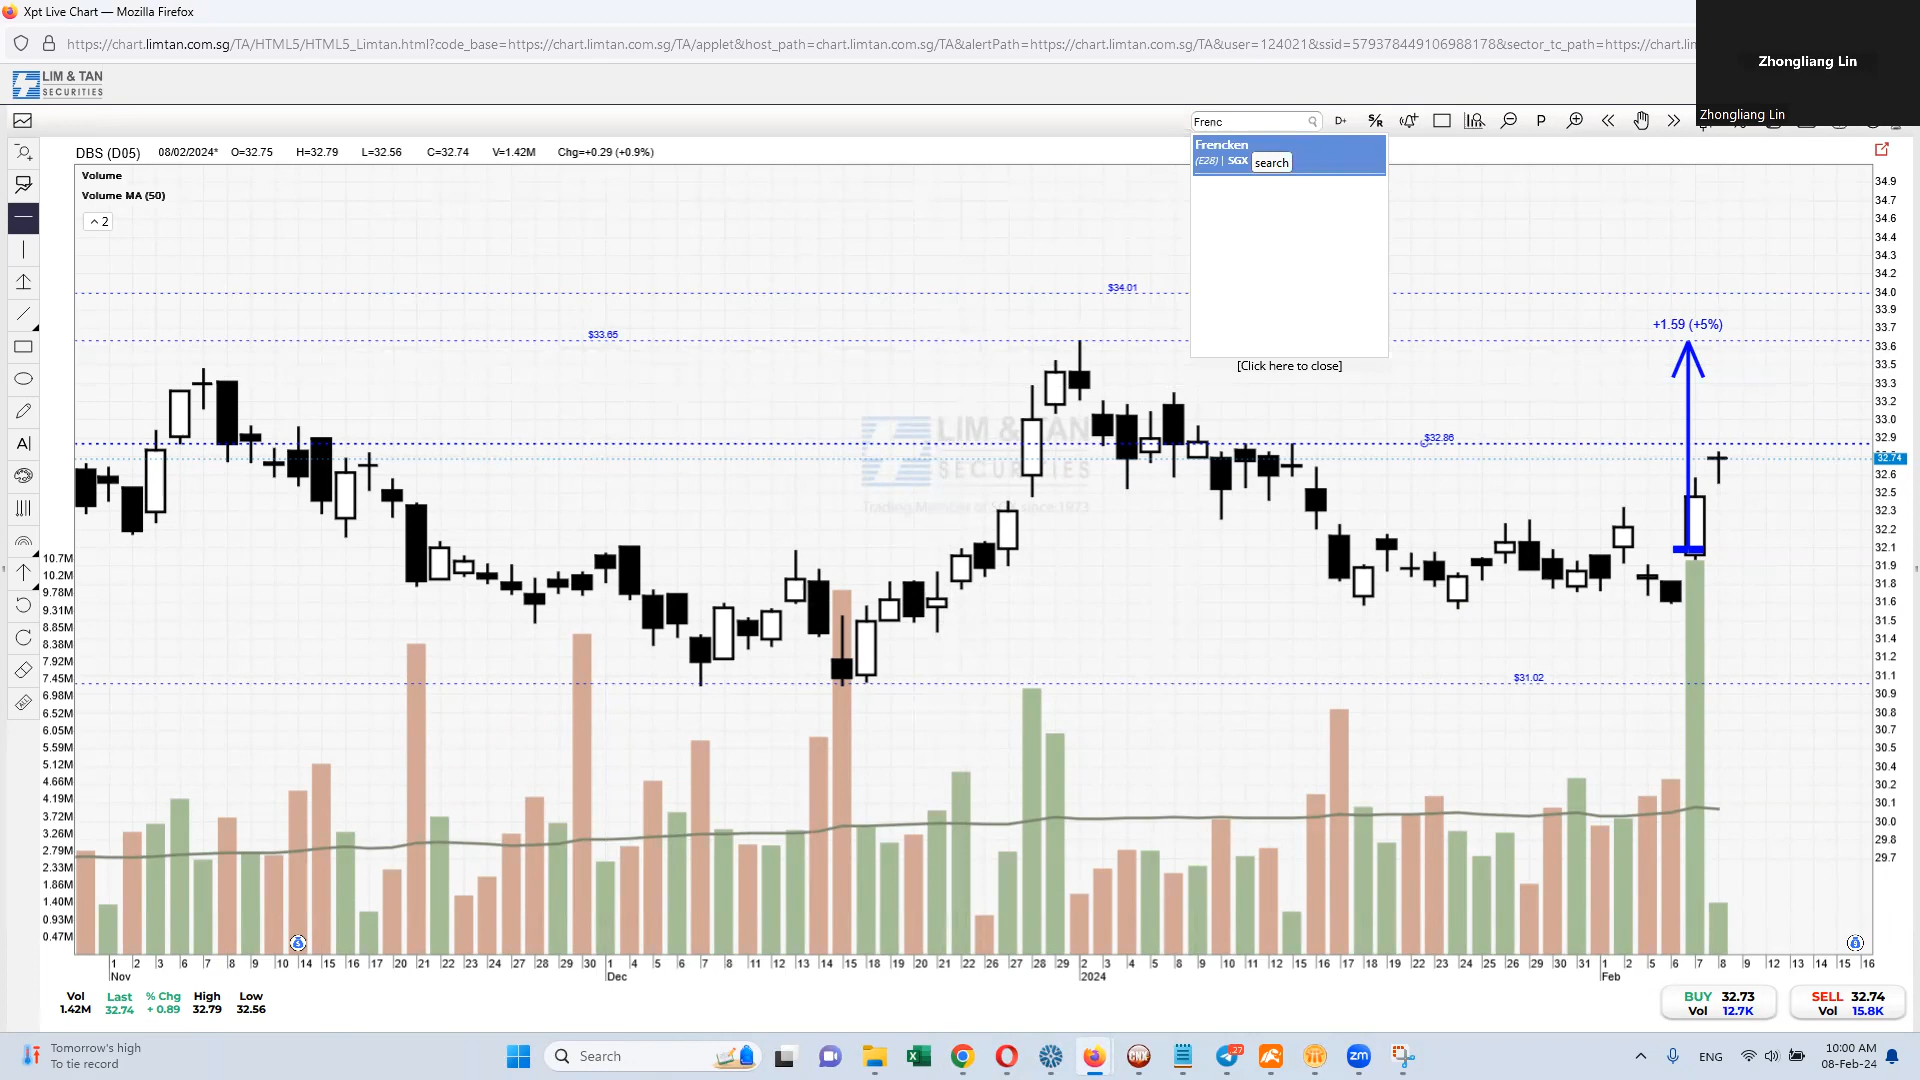 Xpt Live Chart — Mozilla Firefox
https://chart.limtan.com.sg/TA/HTML5/HTML5_Limtan.html?code_base=https://chart.limtan.com.sg/TA/applet&host_path=chart.limtan.com.sg/TA&alertPath=https://chart.limtan.com.sg/TA&user=124021&ssid=579378449106988178&sector_tc_path=https://chart.lim
Zhongliang Lin
Zhongliang Lin
LIM & TAN
SECURITIES
Frenc
D+
S/R
P
Frencken
(E28) | SGX
search
[Click here to close]
DBS (D05) 08/02/2024* O=32.75 H=32.79 L=32.56 C=32.74 V=1.42M Chg=+0.29 (+0.9%)
Volume
Volume MA (50)
2
A
$34.01
$33.65
+1.59 (+5%)
$32.86
$31.02
LIM & TAN
SECURITIES
Trading Member of SGX since 1973
34.9
34.7
34.6
34.4
34.3
34.2
34.0
33.9
33.7
33.6
33.5
33.3
33.2
33.0
32.9
32.74
32.6
32.5
32.3
32.2
32.1
31.9
31.8
31.6
31.5
31.4
31.2
31.1
30.9
30.8
30.7
30.5
30.4
30.2
30.1
30.0
29.8
29.7
10.7M
10.2M
9.78M
9.31M
8.85M
8.38M
7.92M
7.45M
6.98M
6.52M
6.05M
5.59M
5.12M
4.66M
4.19M
3.72M
3.26M
2.79M
2.33M
1.86M
1.40M
0.93M
0.47M
1 2 3 6 7 8 9 10 14 15 16 17 20 21 22 23 24 27 28 29 30 1 4 5 6 7 8 11 12 13 14 15 18 19 20 21 22 26 27 28 29 2 3 4 5 8 9 10 11 12 15 16 17 18 19 22 23 24 25 26 29 30 31 1 2 5 6 7 8 9 12 13 14 15 16
Nov Dec 2024 Feb
Vol Last % Chg High Low
1.42M 32.74 + 0.89 32.79 32.56
BUY 32.73
Vol 12.7K
SELL 32.74
Vol 15.8K
Tomorrow's high
To tie record
Search
CNX
27
zm
ENG
10:00 AM
08-Feb-24